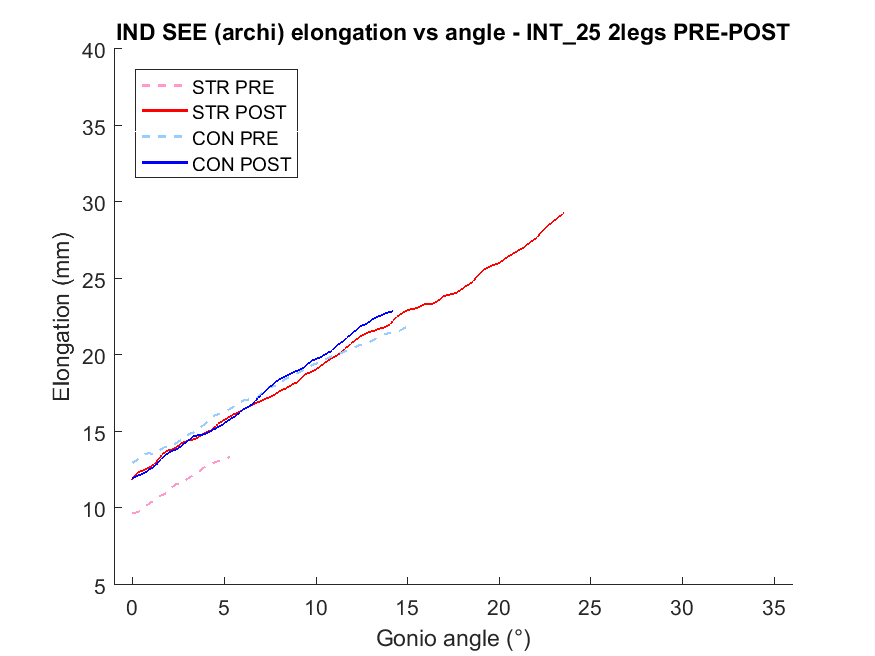 IND SEE (archi) elongation vs angle - INT_25 2legs PRE-POST
40
35
30
25
20
15
10
5
Elongation (mm)
STR PRE
STR POST
CON PRE
CON POST
0 5 10 15 20 25 30 35
Gonio angle (°)